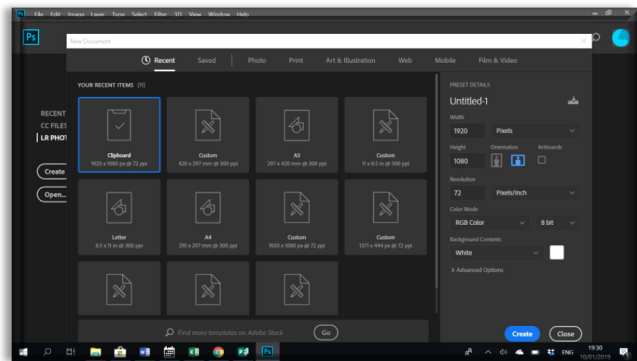 Ps File Edit Image Layer Type Select Filter 3D View Window Help
Ps
New Document
Recent Saved Photo Print Art & Illustration Web Mobile Film & Video
YOUR RECENT ITEMS (11)
Clipboard
1920 x 1080 px @ 72 ppi
Custom
420 x 297 mm @ 300 ppi
A3
297 x 420 mm @ 300 ppi
Custom
11 x 8.5 in @ 300 ppi
Letter
8.5 x 11 in @ 300 ppi
A4
210 x 297 mm @ 300 ppi
Custom
1920 x 1080 px @ 72 ppi
Custom
1371 x 444 px @ 72 ppi
Find more templates on Adobe Stock
Go
RECENT
CC FILES
LR PHOT
Create
Open...
PRESET DETAILS
Untitled-1
Width
1920 Pixels
Height Orientation Artboards
1080
Resolution
72 Pixels/Inch
Color Mode
RGB Color 8 bit
Background Contents
White
> Advanced Options
Create Close
Ps
ENG
19:30
10/01/2019